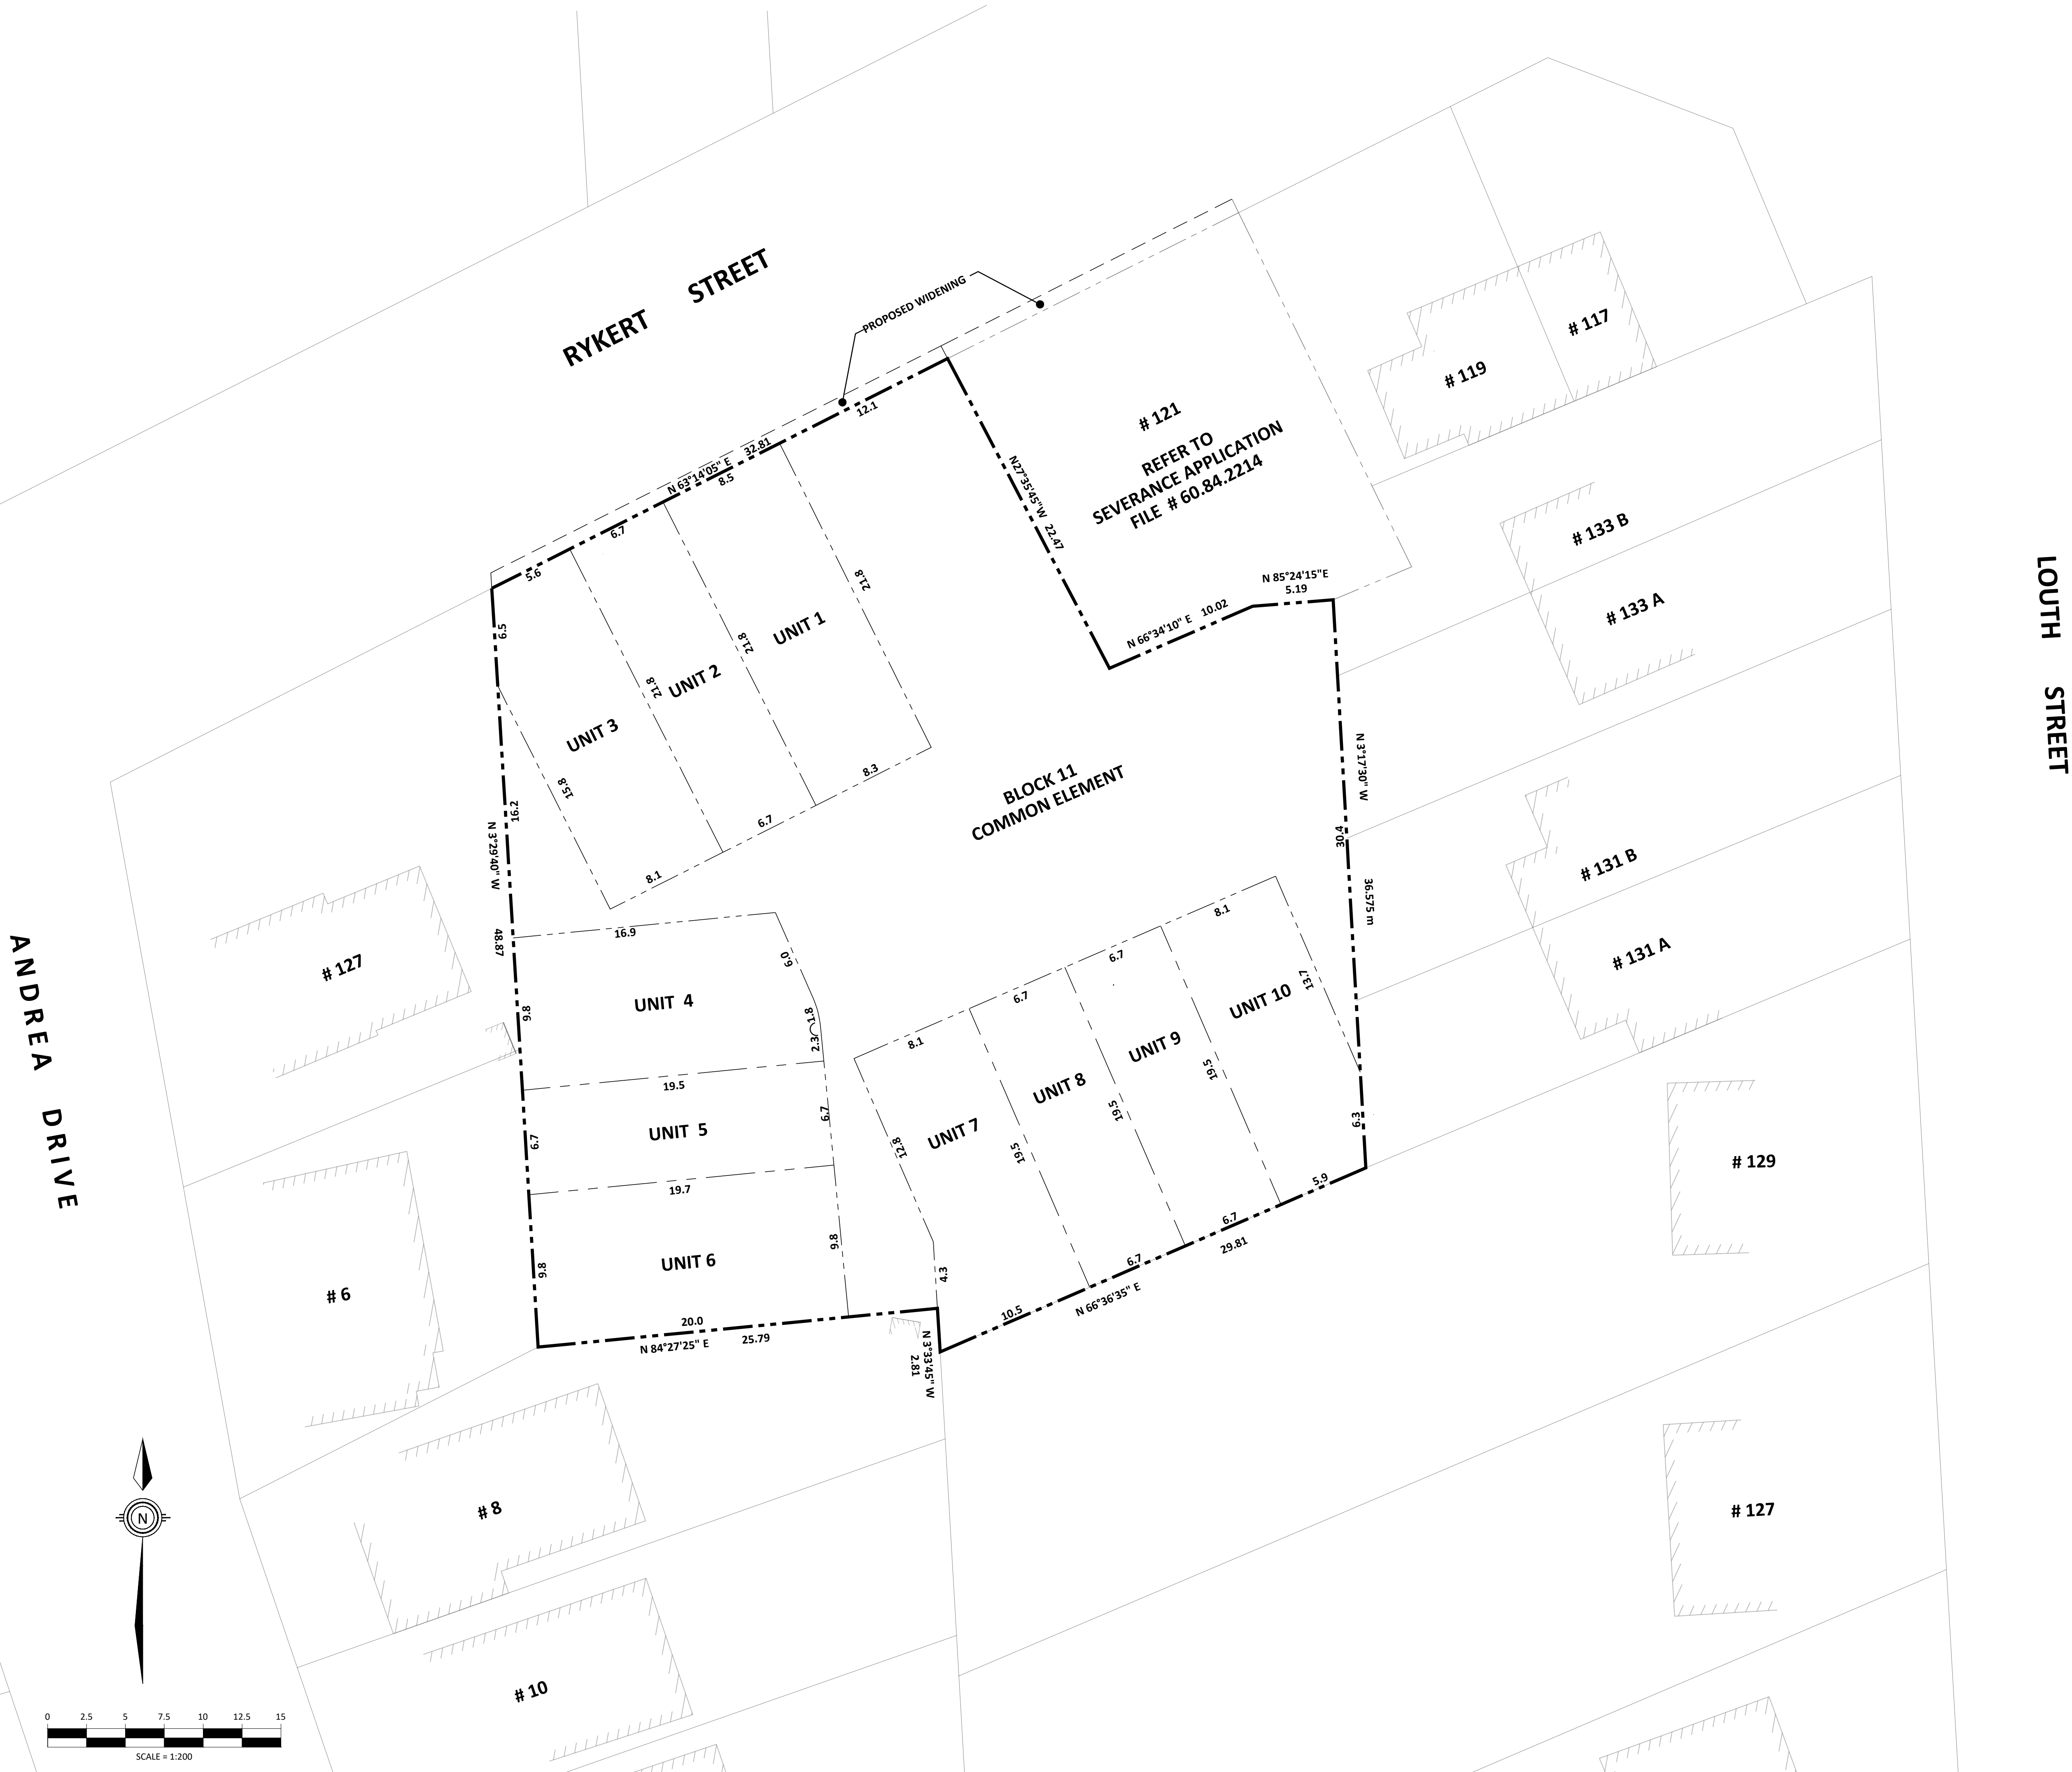 RYKERT STREET
PROPOSED WIDENING
N 63°14'05" E 32.81
5.6
6.7
8.5
12.1
# 121
REFER TO
SEVERANCE APPLICATION
FILE # 60.84.2214
# 119
# 117
N27°35'45"W 22.47
N 66°34'10" E 10.02
N 85°24'15"E
5.19
# 133 B
# 133 A
LOUTH STREET
6.5
21.8
21.8
21.8
15.8
UNIT 1
UNIT 2
UNIT 3
8.1
6.7
8.3
BLOCK 11
COMMON ELEMENT
N 3°17'30" W
30.4
36.575 m
# 131 B
# 131 A
16.2
N 3°29'40" W
48.87
# 127
ANDREA DRIVE
16.9
6.0
1.8
2.3
UNIT 4
9.8
19.5
UNIT 5
6.7
6.7
19.7
UNIT 6
9.8
9.8
20.0
N 84°27'25" E 25.79
8.1
6.7
6.7
8.1
13.7
UNIT 10
UNIT 9
UNIT 8
UNIT 7
12.8
19.5
19.5
19.5
4.3
6.3
5.9
6.7
29.81
6.7
N 66°36'35" E
10.5
N 3°33'45" W
2.81
# 129
# 127
# 6
# 8
# 10
N
0 2.5 5 7.5 10 12.5 15
SCALE = 1:200